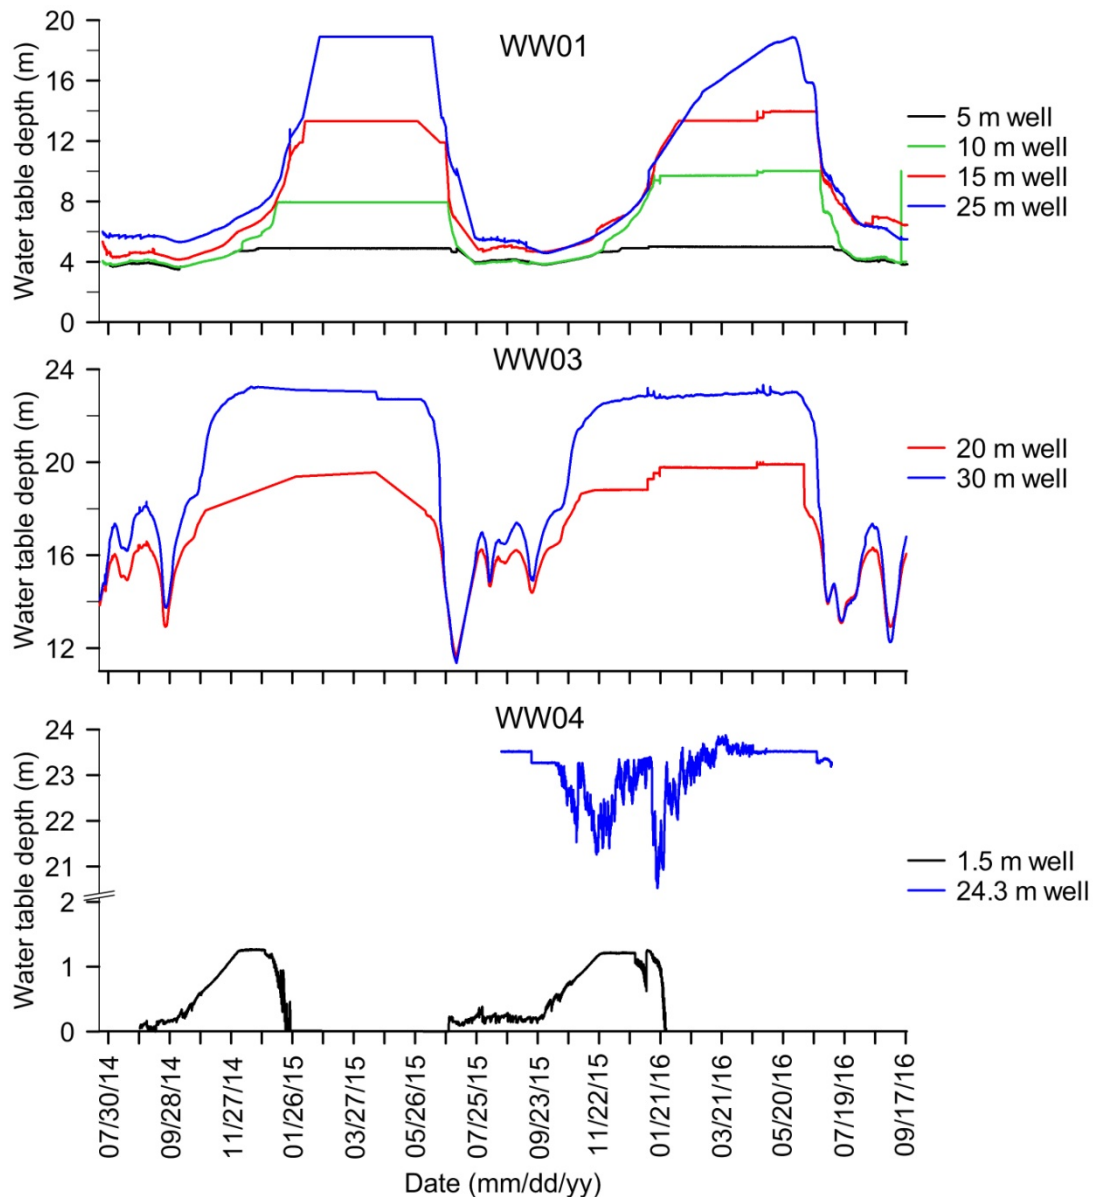 WW01
Water table depth (m)
20
16
12
8
4
0
5 m well
10 m well
15 m well
25 m well
WW03
Water table depth (m)
24
20
16
12
20 m well
30 m well
WW04
Water table depth (m)
24
23
22
21
2
1
0
1.5 m well
24.3 m well
07/30/14
09/28/14
11/27/14
01/26/15
03/27/15
05/26/15
07/25/15
09/23/15
11/22/15
01/21/16
03/21/16
05/20/16
07/19/16
09/17/16
Date (mm/dd/yy)